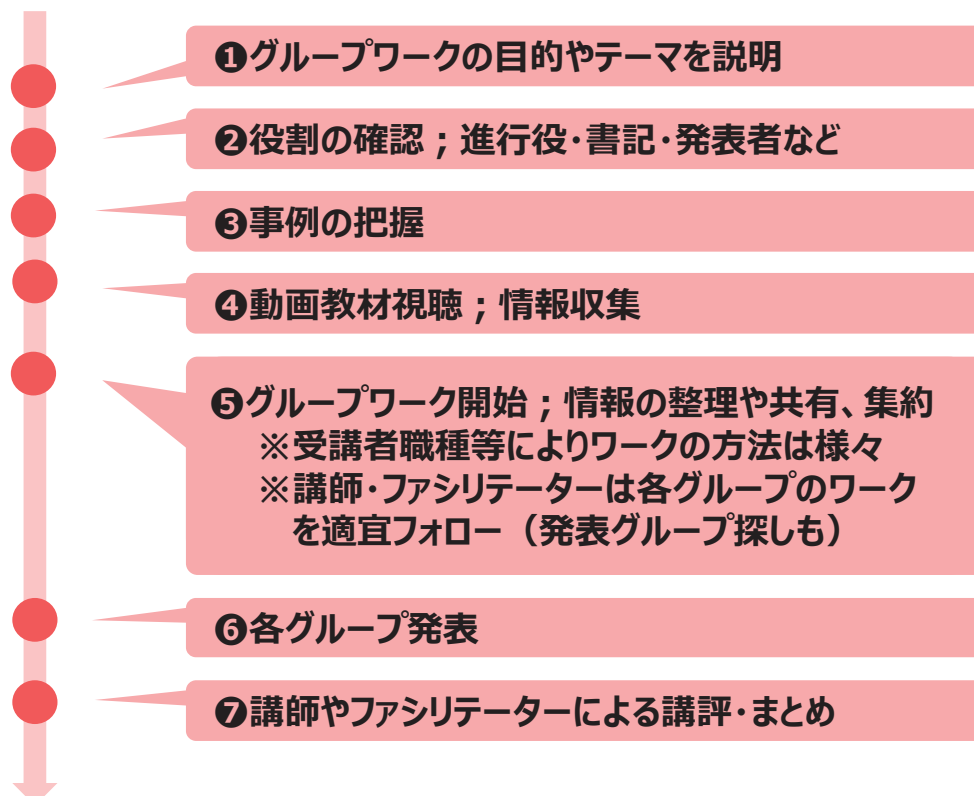 ❶グループワークの目的やテーマを説明
❷役割の確認；進行役・書記・発表者など
❸事例の把握
❹動画教材視聴；情報収集
❺グループワーク開始；情報の整理や共有、集約
※受講者職種等によりワークの方法は様々
※講師・ファシリテーターは各グループのワーク
を適宜フォロー（発表グループ探しも）
❻各グループ発表
❼講師やファシリテーターによる講評・まとめ